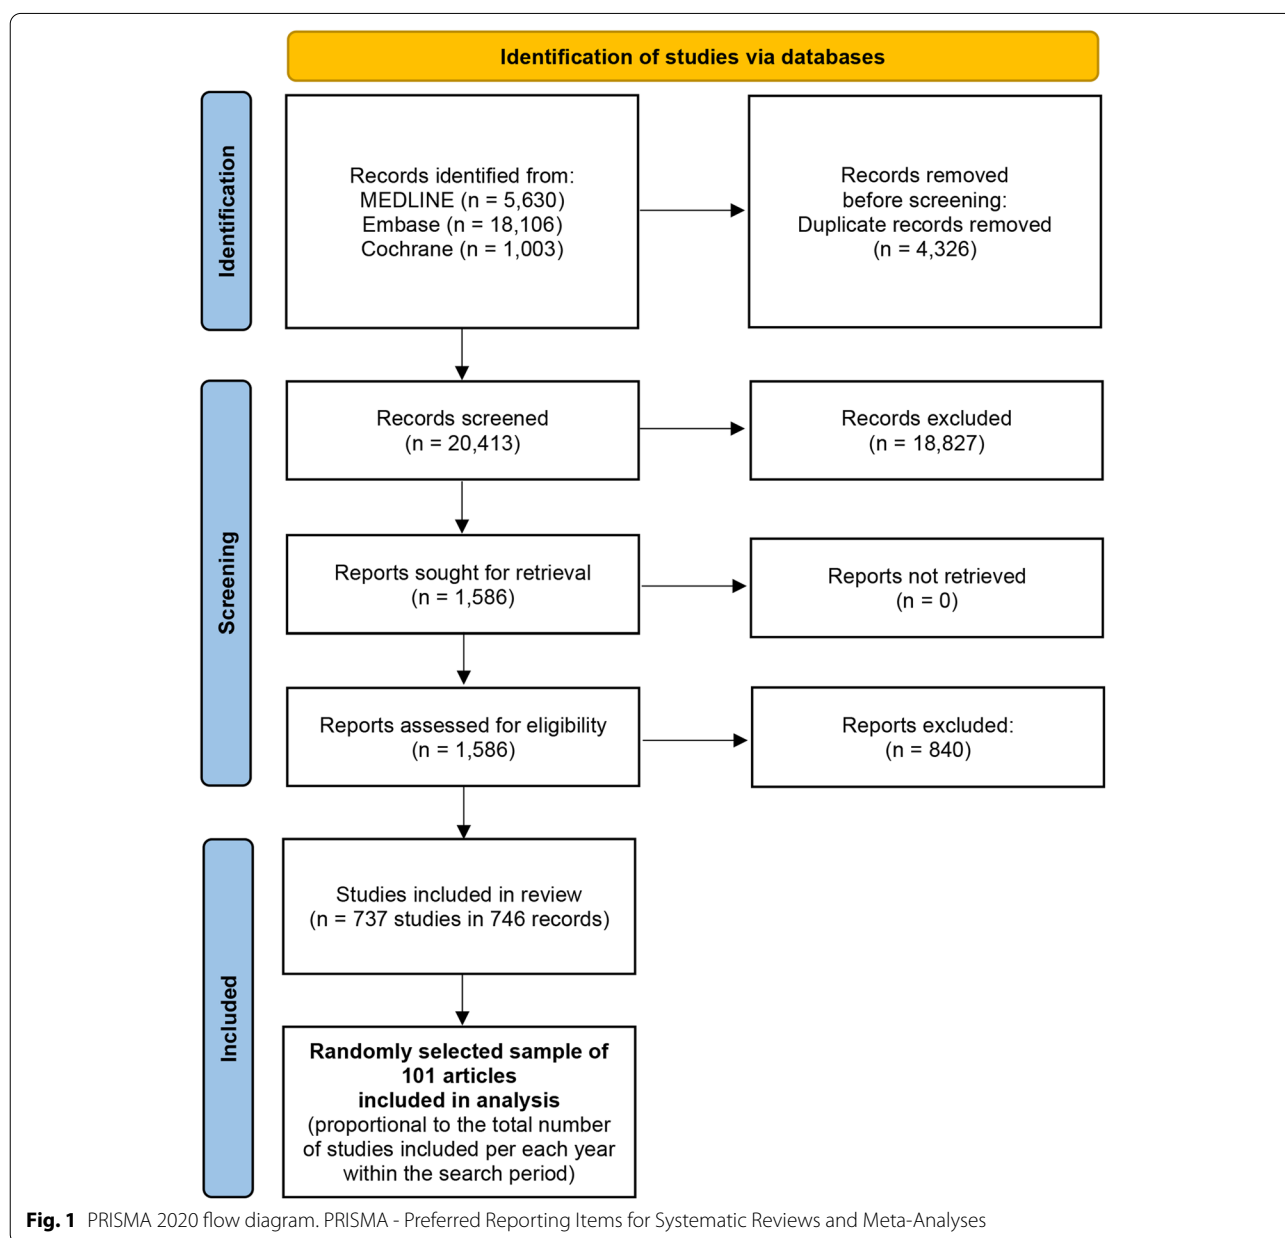 Identification of studies via databases
Identification
Records identified from:
MEDLINE (n = 5,630)
Embase (n = 18,106)
Cochrane (n = 1,003)
Records removed
before screening:
Duplicate records removed
(n = 4,326)
Screening
Records screened
(n = 20,413)
Records excluded
(n = 18,827)
Reports sought for retrieval
(n = 1,586)
Reports not retrieved
(n = 0)
Reports assessed for eligibility
(n = 1,586)
Reports excluded:
(n = 840)
Included
Studies included in review
(n = 737 studies in 746 records)
Randomly selected sample of
101 articles
included in analysis
(proportional to the total number
of studies included per each year
within the search period)
Fig. 1 PRISMA 2020 flow diagram. PRISMA - Preferred Reporting Items for Systematic Reviews and Meta-Analyses